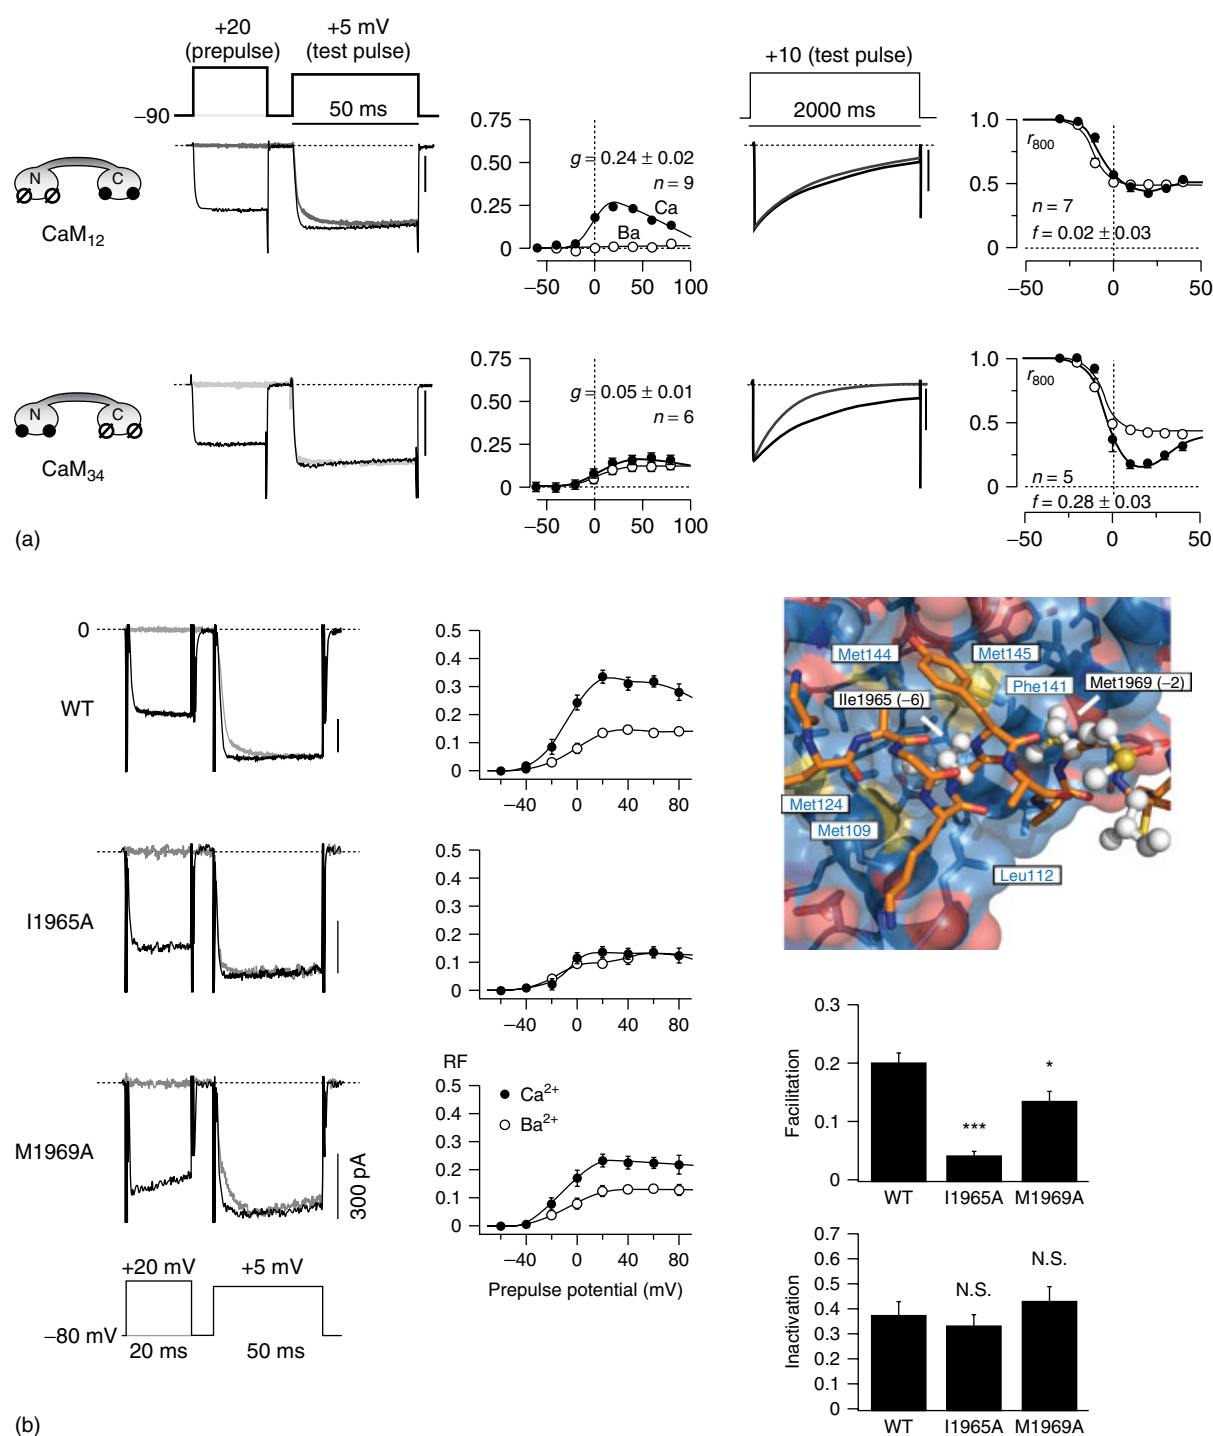 +20
(prepulse)
+5 mV
(test pulse)
−90
50 ms
N
C
CaM12
0.75
0.50
0.25
0
g = 0.24 ± 0.02
n = 9
Ca
Ba
−50 0 50 100
+10 (test pulse)
2000 ms
1.0
r800
0.5
0
n = 7
f = 0.02 ± 0.03
−50 0 50
N
C
CaM34
0.75
0.50
0.25
0
g = 0.05 ± 0.01
n = 6
−50 0 50 100
1.0
r800
0.5
0
n = 5
f = 0.28 ± 0.03
−50 0 50
(a)
0
WT
0.5
0.4
0.3
0.2
0.1
0
−40 0 40 80
I1965A
0.5
0.4
0.3
0.2
0.1
0
−40 0 40 80
M1969A
300 pA
RF
0.5
0.4
0.3
0.2
0.1
0
Ca2+
Ba2+
−40 0 40 80
Prepulse potential (mV)
+20 mV
+5 mV
−80 mV
20 ms
50 ms
Met144
Met145
Phe141
Met1969 (−2)
Ile1965 (−6)
Met124
Met109
Leu112
0.3
0.2
0.1
0
Facilitation
***
*
WT I1965A M1969A
0.7
0.6
0.5
0.4
0.3
0.2
0.1
0
Inactivation
N.S.
N.S.
WT I1965A M1969A
(b)